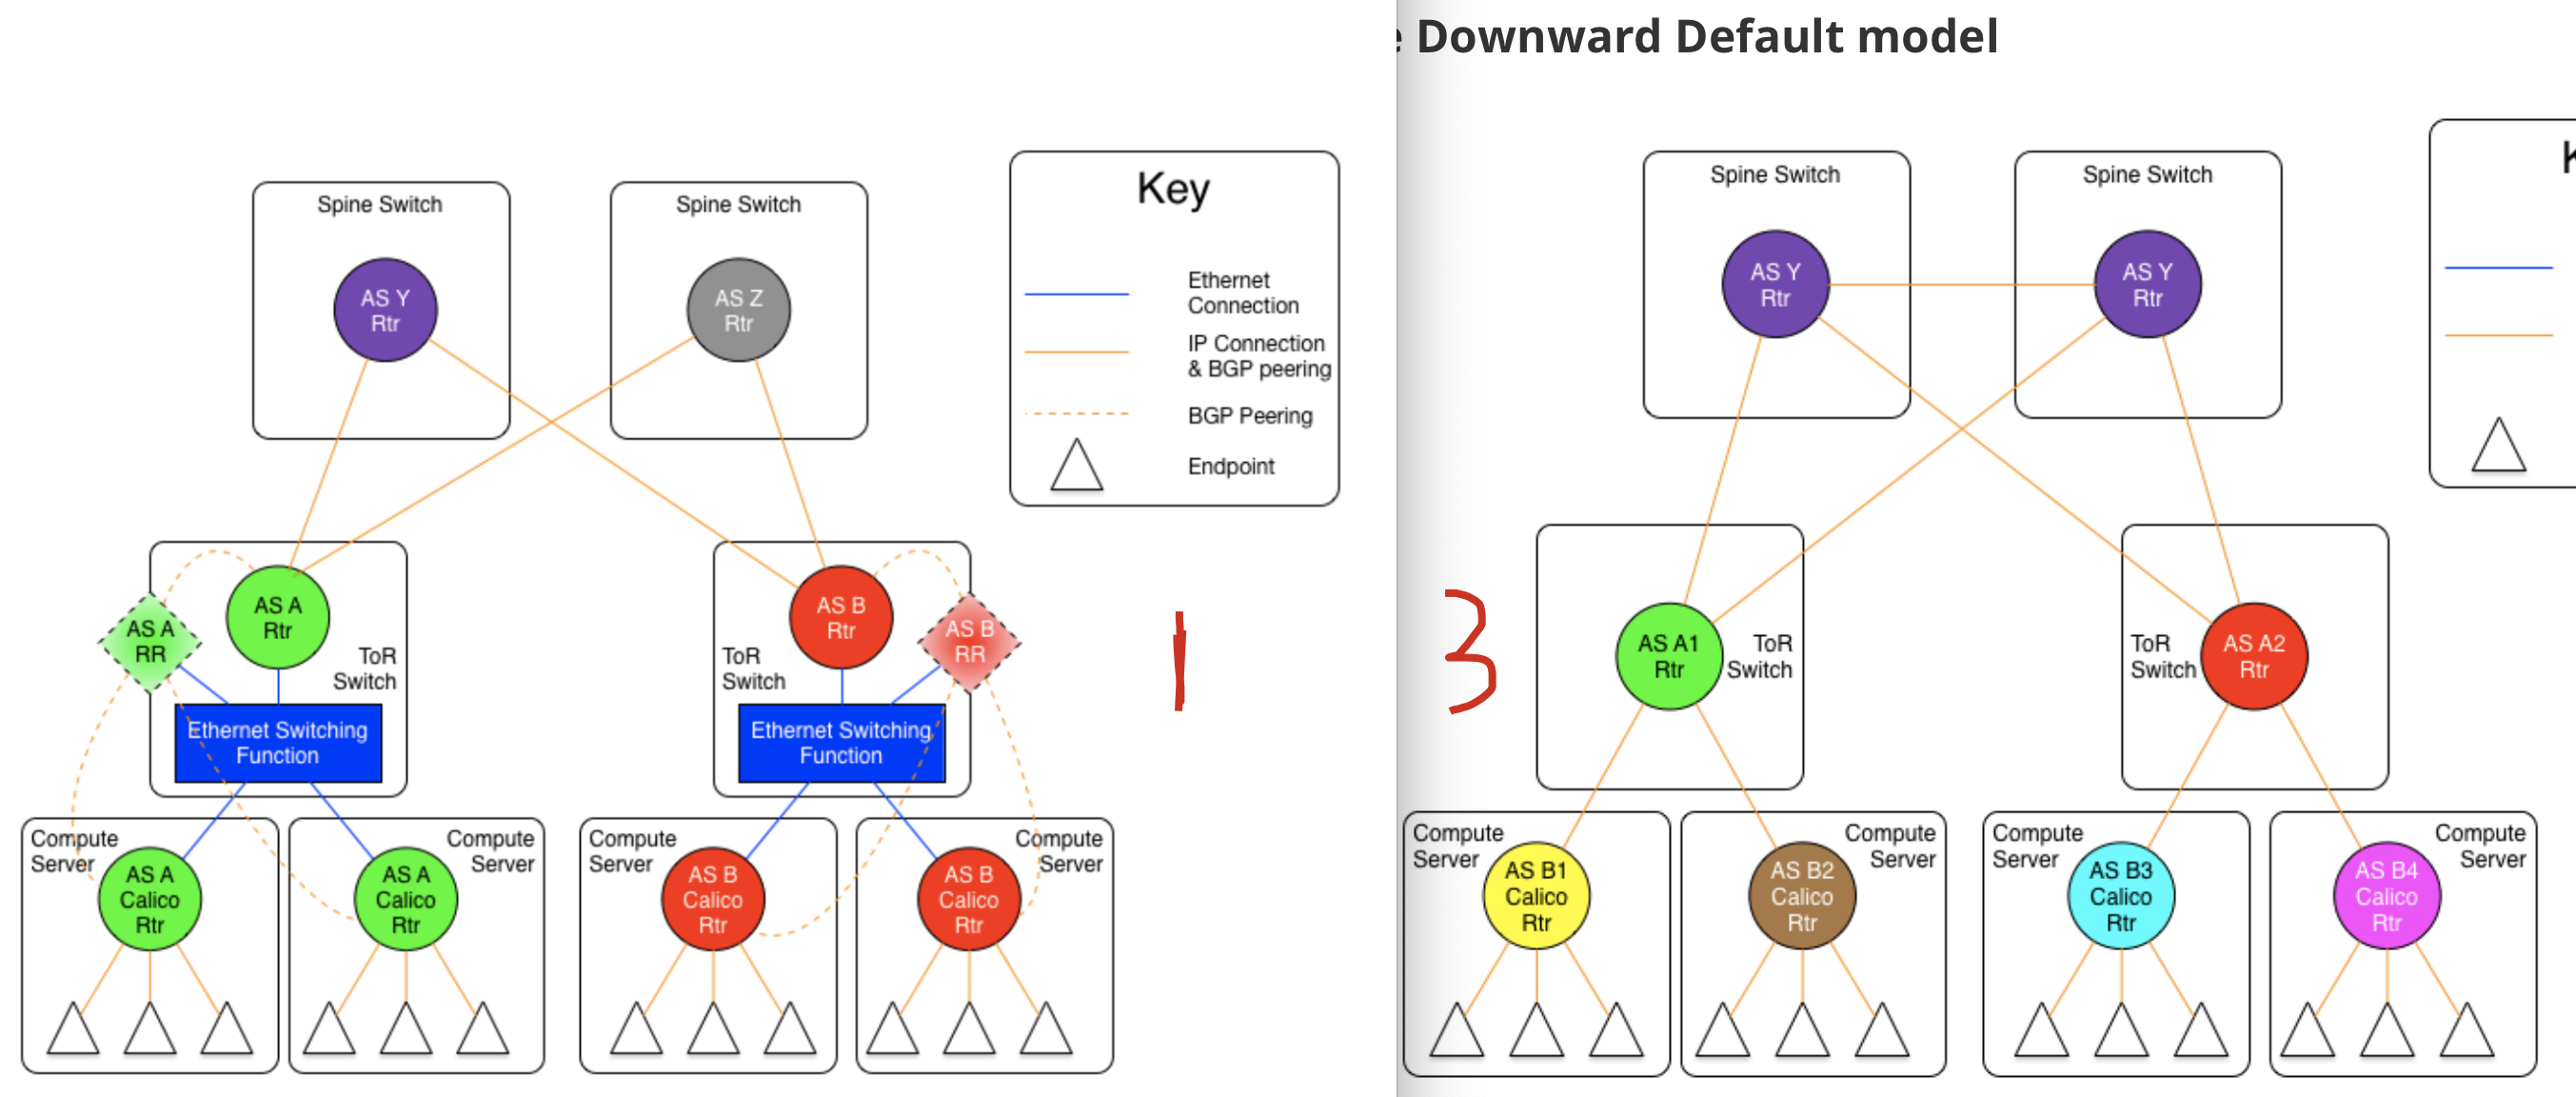 Spine Switch
Spine Switch
AS Y
Rtr
AS Z
Rtr
Key
Ethernet
Connection
IP Connection
& BGP peering
BGP Peering
Endpoint
AS A
RR
AS A
Rtr
ToR
Switch
Ethernet Switching
Function
AS B
Rtr
AS B
RR
ToR
Switch
Ethernet Switching
Function
1
Compute
Server
AS A
Calico
Rtr
Compute
Server
AS A
Calico
Rtr
Compute
Server
AS B
Calico
Rtr
Compute
Server
AS B
Calico
Rtr
e Downward Default model
Spine Switch
Spine Switch
AS Y
Rtr
AS Y
Rtr
K
3
AS A1
Rtr
ToR
Switch
ToR
Switch
AS A2
Rtr
Compute
Server
AS B1
Calico
Rtr
Compute
Server
AS B2
Calico
Rtr
Compute
Server
AS B3
Calico
Rtr
Compute
Server
AS B4
Calico
Rtr